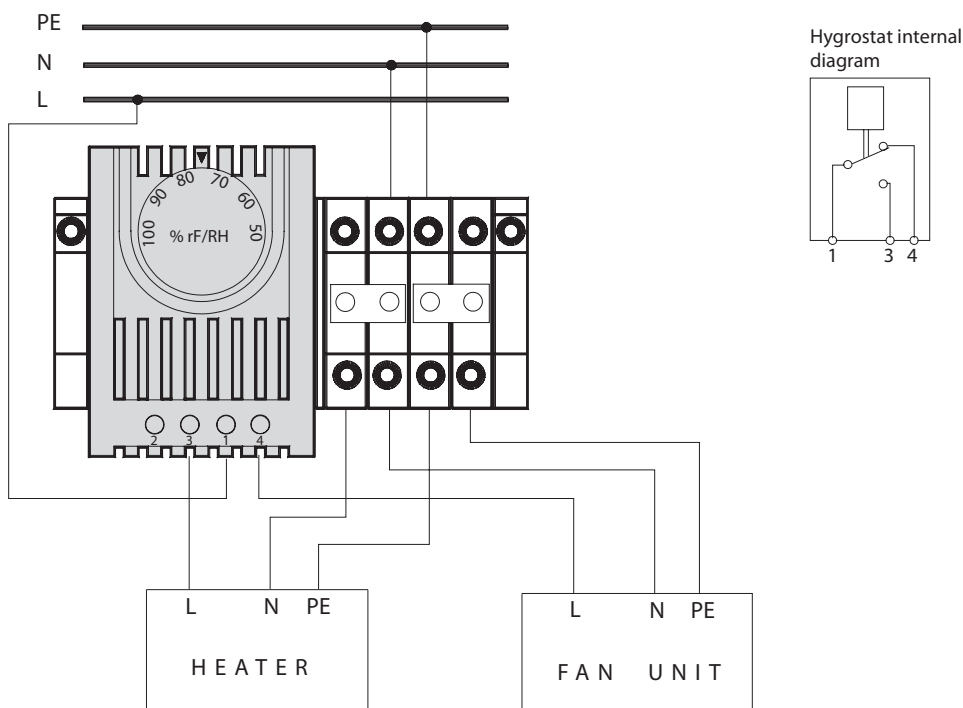 PE
N
L
Hygrostat internal
diagram
1 3 4
100 90 80 70 60 50
% rF/RH
2 3 1 4
L N PE
HEATER
L N PE
FAN UNIT